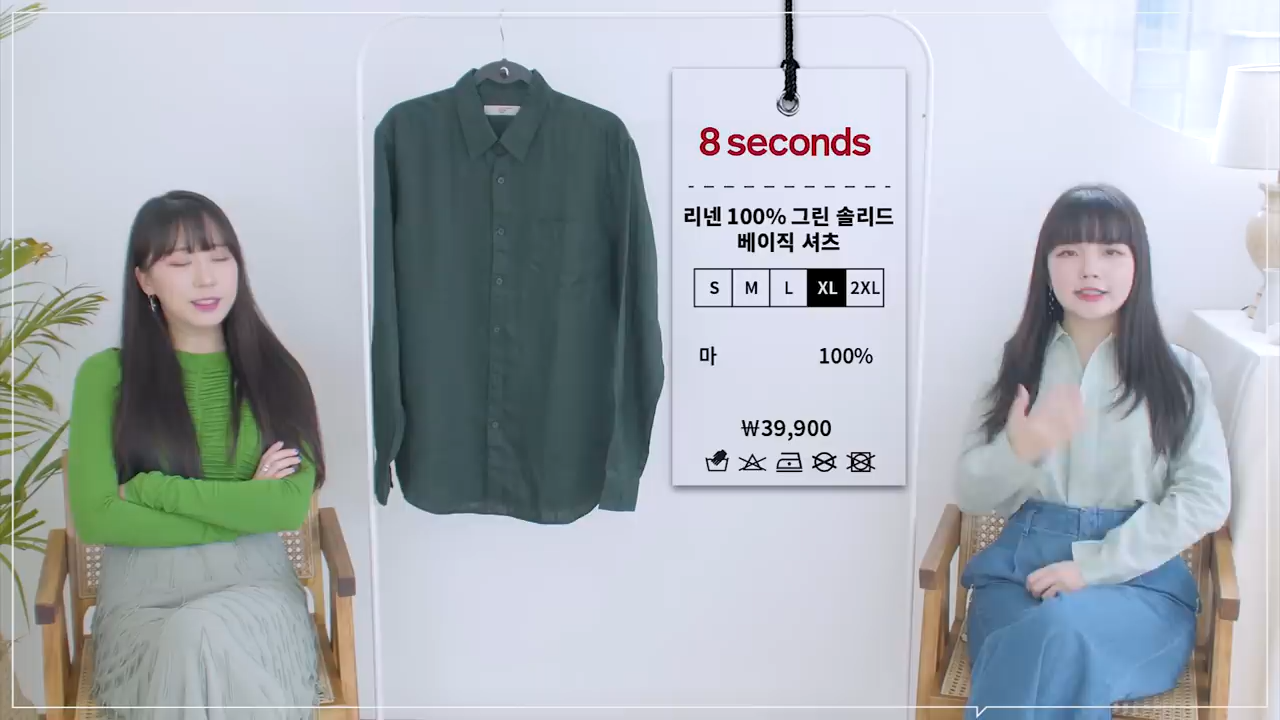 8 seconds
리넨 100% 그린 솔리드
베이직 셔츠
S M L XL 2XL
마 100%
₩39,900